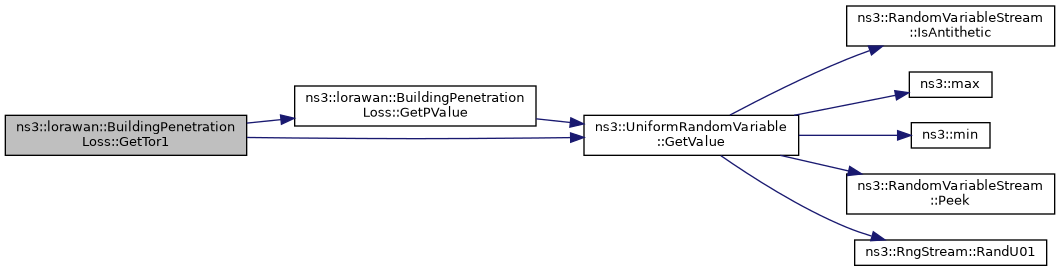 ns3::lorawan::BuildingPenetration
Loss::GetTor1
ns3::lorawan::BuildingPenetration
Loss::GetPValue
ns3::UniformRandomVariable
::GetValue
ns3::RandomVariableStream
::IsAntithetic
ns3::max
ns3::min
ns3::RandomVariableStream
::Peek
ns3::RngStream::RandU01